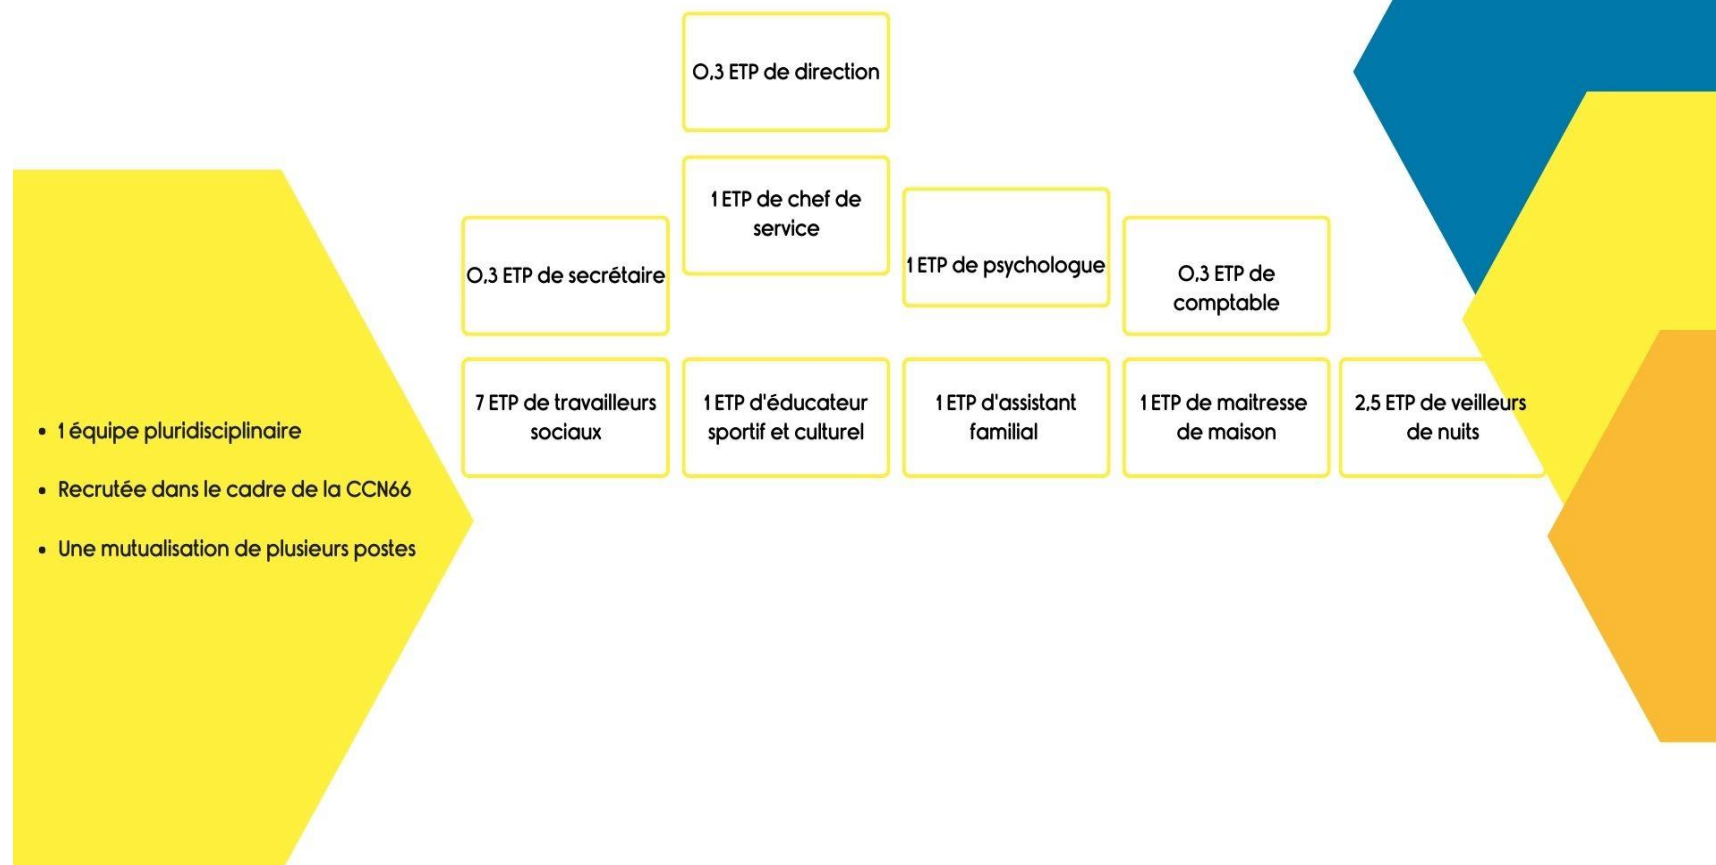 0,3 ETP de direction
1 ETP de chef de
service
0,3 ETP de secrétaire
1 ETP de psychologue
0,3 ETP de
comptable
7 ETP de travailleurs
sociaux
1 ETP d'éducateur
sportif et culturel
1 ETP d'assistant
familial
1 ETP de maitresse
de maison
2,5 ETP de veilleurs
de nuits
• 1 équipe pluridisciplinaire
• Recrutée dans le cadre de la CCN66
• Une mutualisation de plusieurs postes